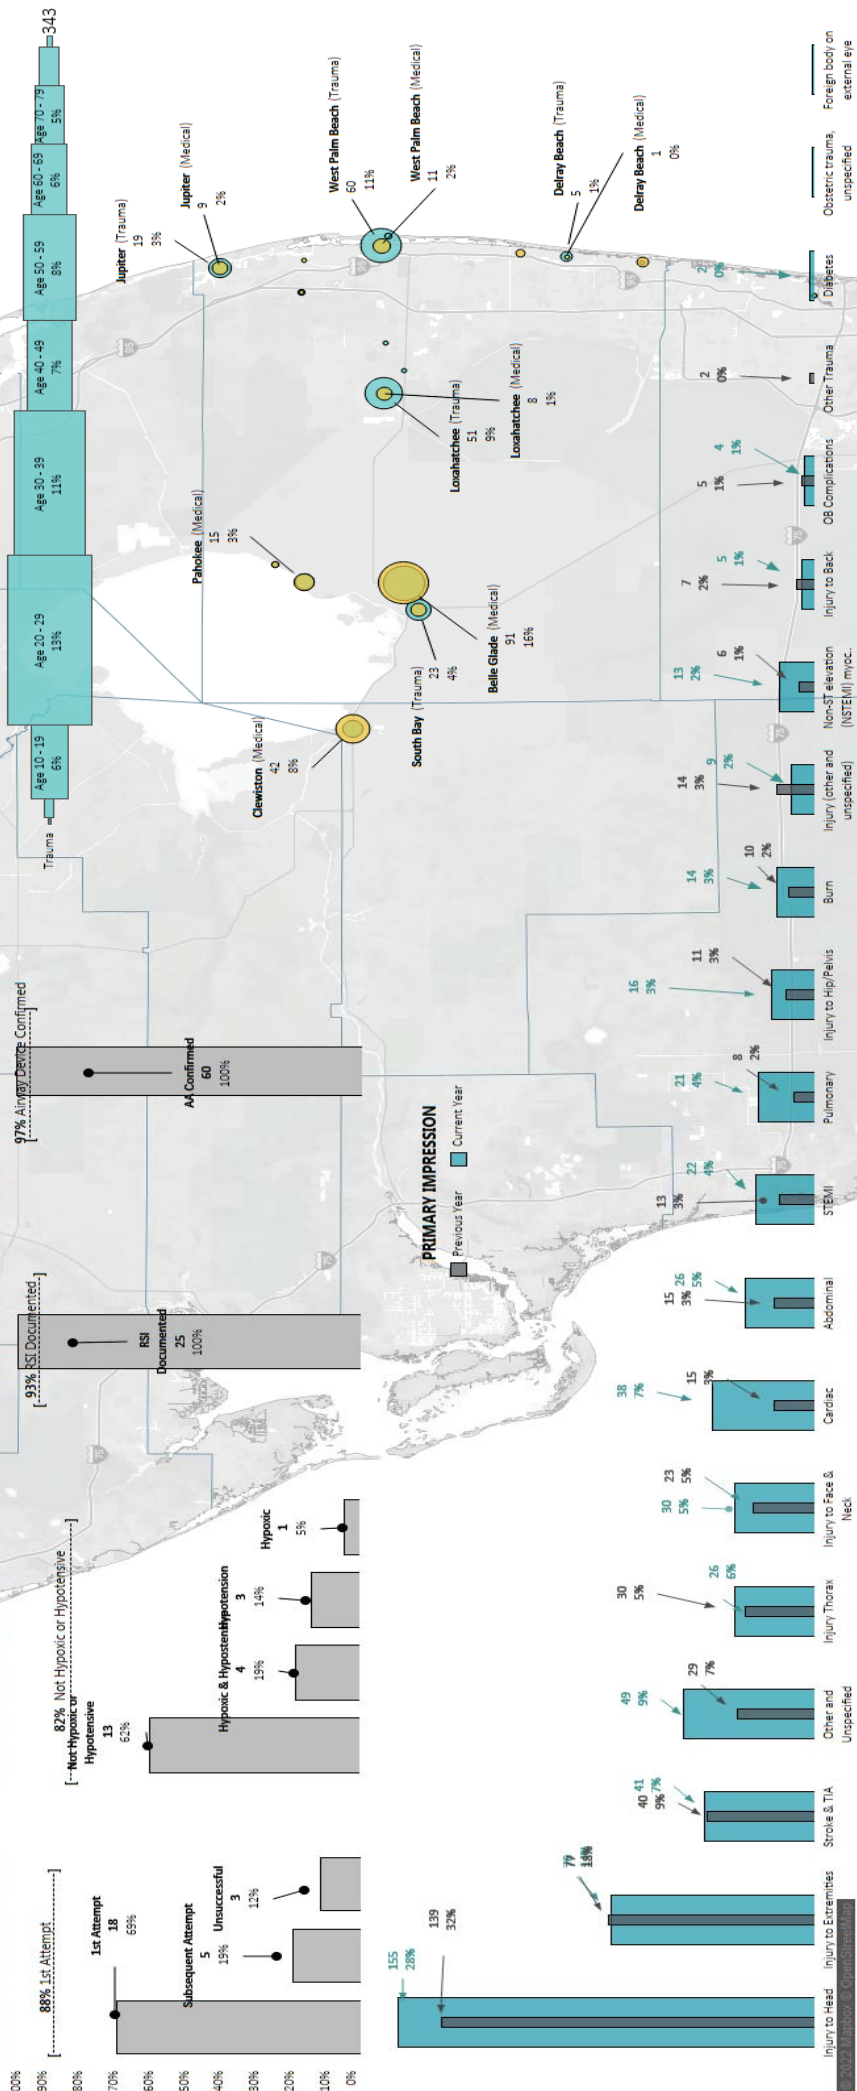 00%
90%
80%
70%
60%
50%
40%
30%
20%
10%
0%
88% 1st Attempt
1st Attempt
18
69%
Subsequent Attempt
5
19%
Unsuccessful
3
12%
82% Not Hypoxic or Hypotensive
Not Hypoxic or
Hypotensive
13
62%
Hypoxic & Hypostension
4
19%
Hypotension
3
14%
Hypoxic
1
5%
93% RSI Documented
RSI
Documented
25
100%
97% Airway Device Confirmed
AA Confirmed
60
100%
Trauma
Age 10 - 19
6%
Age 20 - 29
13%
Age 30 - 39
11%
Age 40 - 49
7%
Age 50 - 59
8%
Age 60 - 69
6%
Age 70 - 79
5%
343
Clewiston (Medical)
42
8%
South Bay (Trauma)
23
4%
Belle Glade (Medical)
91
16%
Pahokee (Medical)
15
3%
Loxahatchee (Trauma)
51
9%
Loxahatchee (Medical)
8
1%
Jupiter (Trauma)
19
3%
Jupiter (Medical)
9
2%
West Palm Beach (Trauma)
60
11%
West Palm Beach (Medical)
11
2%
Delray Beach (Trauma)
5
1%
Delray Beach (Medical)
1
0%
95
75
75
75
75
75
95
95
PRIMARY IMPRESSION
Previous Year
Current Year
155
28%
139
32%
Injury to Head
77
18%
Injury to Extremities
41
7%
40
9%
Stroke & TIA
49
9%
29
7%
Other and
Unspecified
30
5%
26
6%
Injury Thorax
30
5%
23
5%
Injury to Face &
Neck
38
7%
15
3%
Cardiac
26
5%
15
3%
Abdominal
22
4%
13
3%
STEMI
21
4%
8
2%
Pulmonary
16
3%
11
3%
Injury to Hip/Pelvis
14
3%
10
2%
Burn
14
3%
9
2%
Injury (other and
unspecified)
13
2%
6
1%
Non-ST elevation
(NSTEMI) myoc..
7
2%
5
1%
Injury to Back
5
1%
4
1%
OB Complications
2
0%
Other Trauma
2
0%
Diabetes
Obstetric trauma,
unspecified
Foreign body on
external eye
© 2022 Mapbox © OpenStreetMap